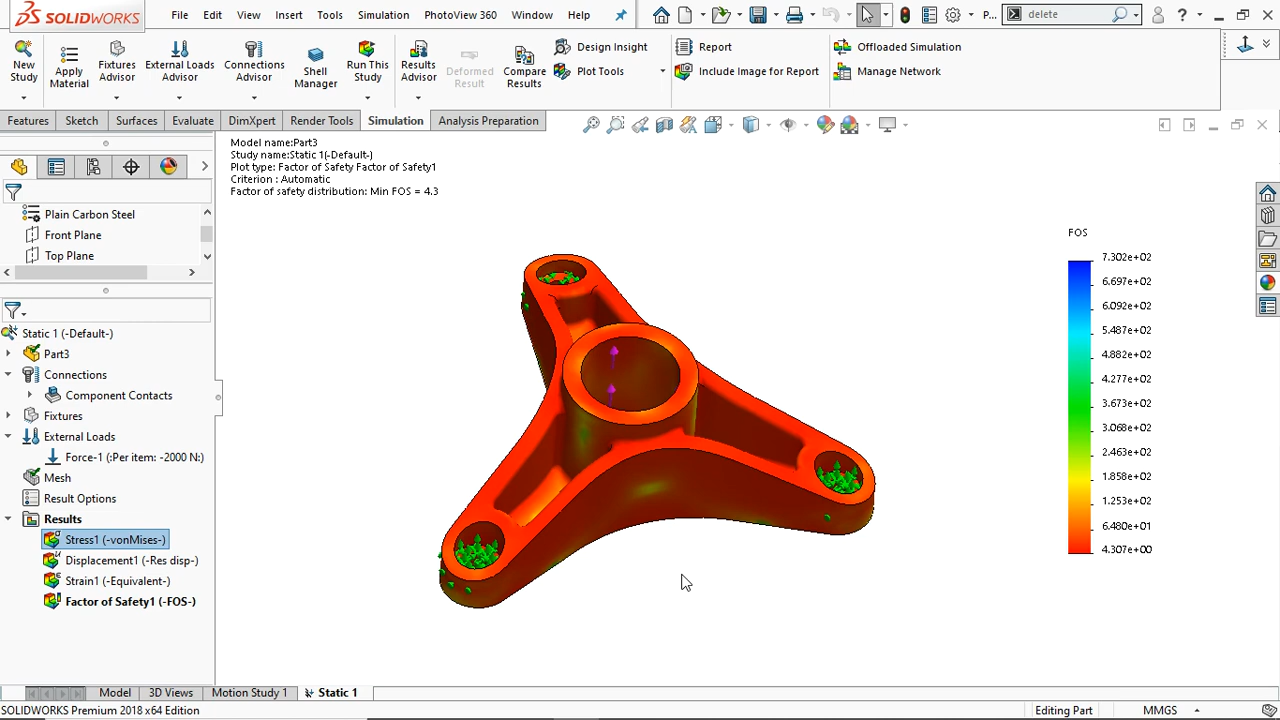 SOLIDWORKS
File Edit View Insert Tools Simulation PhotoView 360 Window Help
P...
delete
New Study
Apply Material
Fixtures Advisor
External Loads Advisor
Connections Advisor
Shell Manager
Run This Study
Results Advisor
Deformed Result
Compare Results
Design Insight
Plot Tools
Report
Include Image for Report
Offloaded Simulation
Manage Network
Features Sketch Surfaces Evaluate DimXpert Render Tools Simulation Analysis Preparation
Model name:Part3
Study name:Static 1(-Default-)
Plot type: Factor of Safety Factor of Safety1
Criterion : Automatic
Factor of safety distribution: Min FOS = 4.3
Plain Carbon Steel
Front Plane
Top Plane
Static 1 (-Default-)
Part3
Connections
Component Contacts
Fixtures
External Loads
Force-1 (:Per item: -2000 N:)
Mesh
Result Options
Results
Stress1 (-vonMises-)
Displacement1 (-Res disp-)
Strain1 (-Equivalent-)
Factor of Safety1 (-FOS-)
FOS
7.302e+02
6.697e+02
6.092e+02
5.487e+02
4.882e+02
4.277e+02
3.673e+02
3.068e+02
2.463e+02
1.858e+02
1.253e+02
6.480e+01
4.307e+00
Model 3D Views Motion Study 1 Static 1
SOLIDWORKS Premium 2018 x64 Edition
Editing Part
MMGS